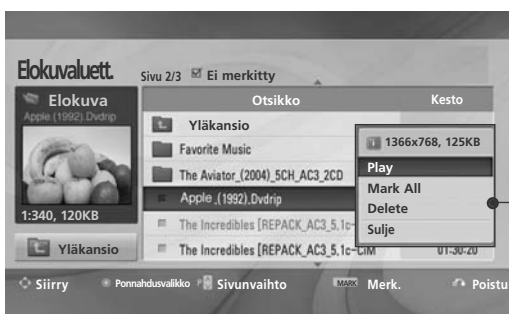 Elokuvaluett.
Sivu 2/3 Ei merkitty
Elokuva
Apple.(1992).Dvdrip
1:340, 120KB
Yläkansio
Otsikko Kesto
Yläkansio
Favorite Music
The Aviator_(2004)_5CH_AC3_2CD
Apple.(1992).Dvdrip
The Incredibles [REPACK_AC3_5,1c-
The Incredibles [REPACK_AC3_5,1c-CiM 01:30:20
1366x768, 125KB
Play
Mark All
Delete
Sulje
Siirry Ponnahdusvalikko P Sivunvaihto MARK Merk. Poistu